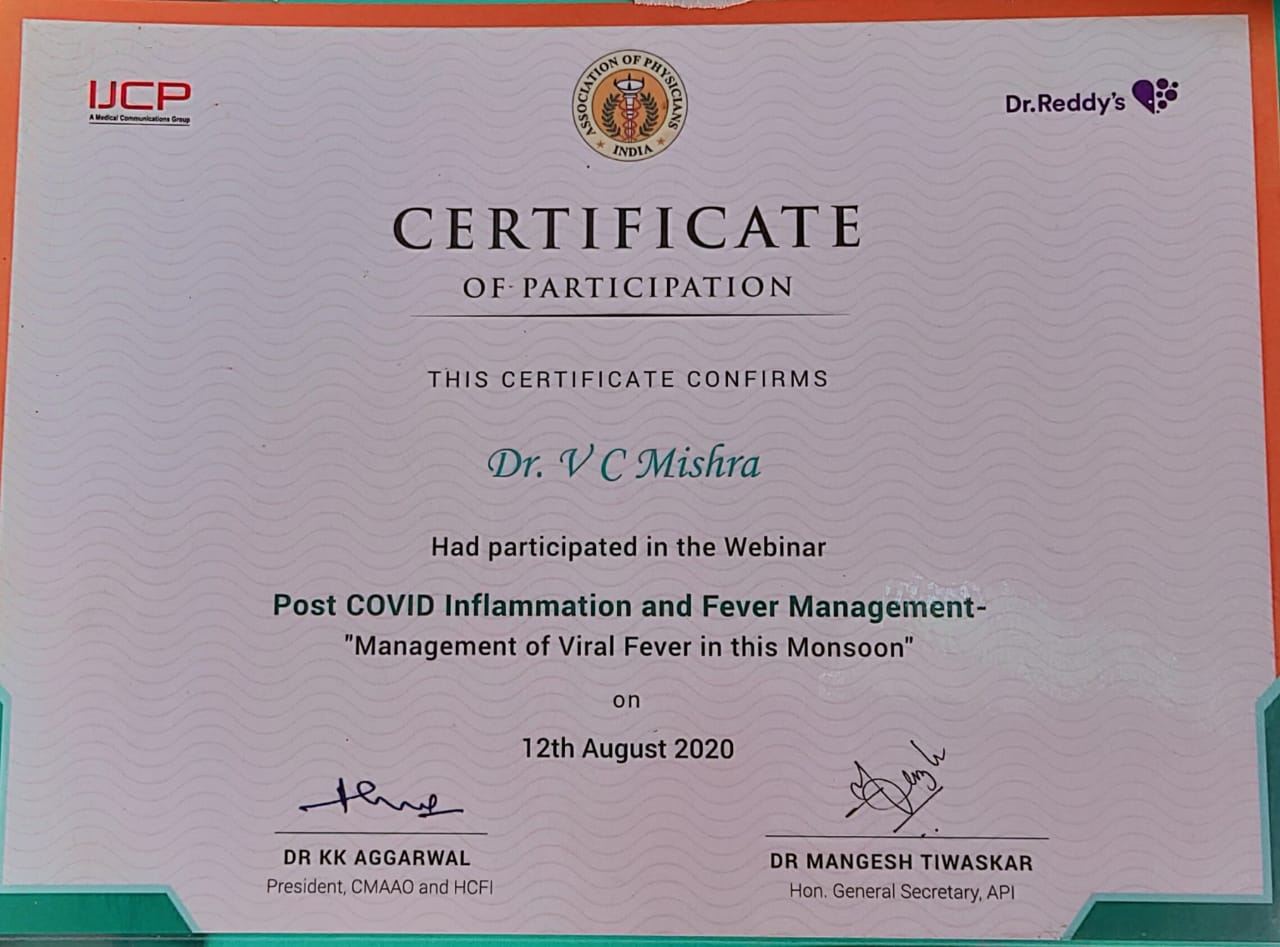 IJCP
A Medical Communications Group
ASSOCIATION OF PHYSICIANS
INDIA
Dr.Reddy's
CERTIFICATE
OF PARTICIPATION
THIS CERTIFICATE CONFIRMS
Dr. V C Mishra
Had participated in the Webinar
Post COVID Inflammation and Fever Management-
"Management of Viral Fever in this Monsoon"
on
12th August 2020
DR KK AGGARWAL
President, CMAAO and HCFI
DR MANGESH TIWASKAR
Hon. General Secretary, API